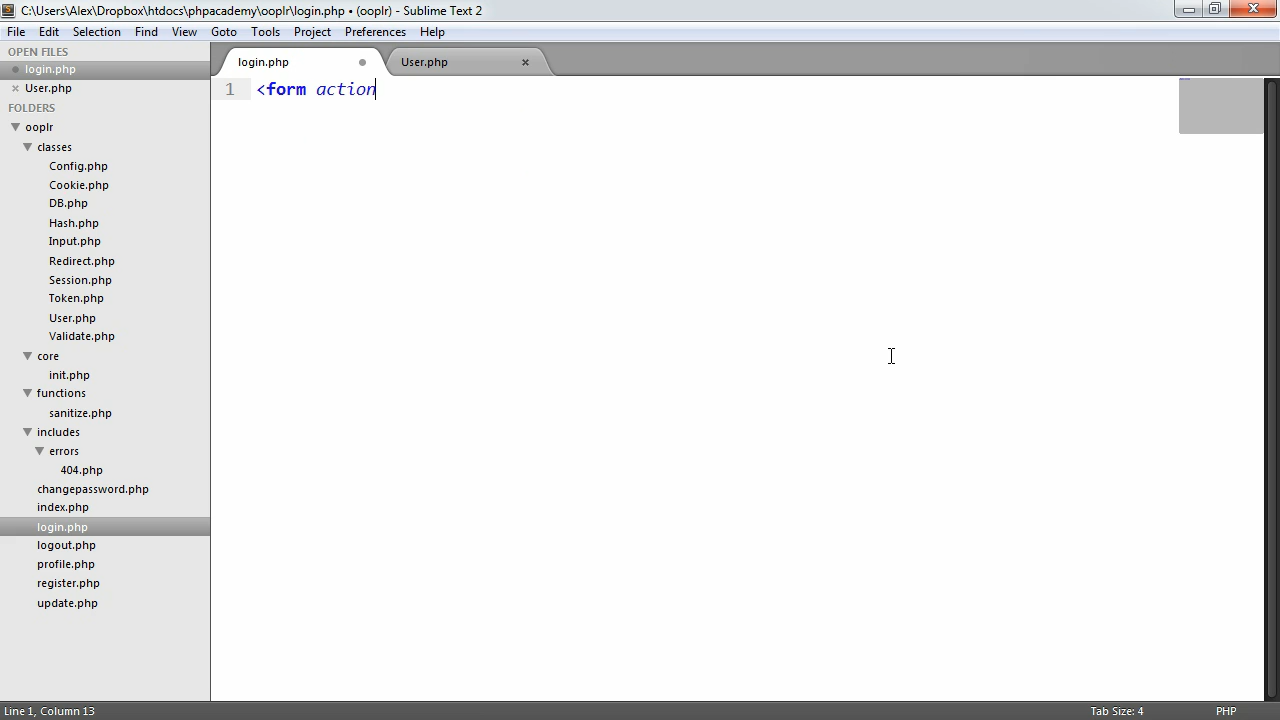 C:\Users\Alex\Dropbox\htdocs\phpacademy\ooplr\login.php • (ooplr) - Sublime Text 2
File Edit Selection Find View Goto Tools Project Preferences Help
OPEN FILES
login.php
User.php
FOLDERS
ooplr
classes
Config.php
Cookie.php
DB.php
Hash.php
Input.php
Redirect.php
Session.php
Token.php
User.php
Validate.php
core
init.php
functions
sanitize.php
includes
errors
404.php
changepassword.php
index.php
login.php
logout.php
profile.php
register.php
update.php
login.php User.php
1 <form action
Line 1, Column 13 Tab Size: 4 PHP